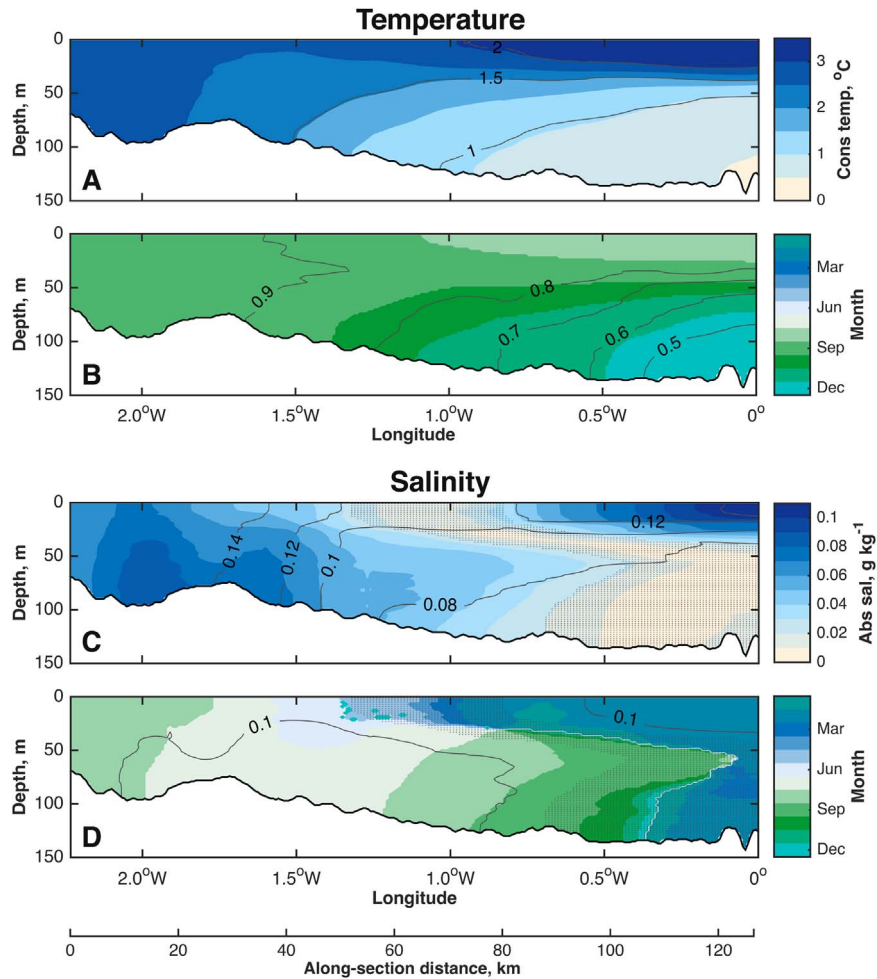 Temperature
0
50
100
150
Depth, m
A
2
1.5
1
3
2
1
0
Cons temp, °C
0
50
100
150
Depth, m
B
0.9
0.8
0.7
0.6
0.5
Mar
Jun
Sep
Dec
Month
2.0°W
1.5°W
1.0°W
0.5°W
0°
Longitude
Salinity
0
50
100
150
Depth, m
C
0.14
0.12
0.1
0.08
0.12
0.1
0.08
0.06
0.04
0.02
0
Abs sal, g kg⁻¹
0
50
100
150
Depth, m
D
0.1
0.1
Mar
Jun
Sep
Dec
Month
2.0°W
1.5°W
1.0°W
0.5°W
0°
Longitude
0
20
40
60
80
100
120
Along-section distance, km